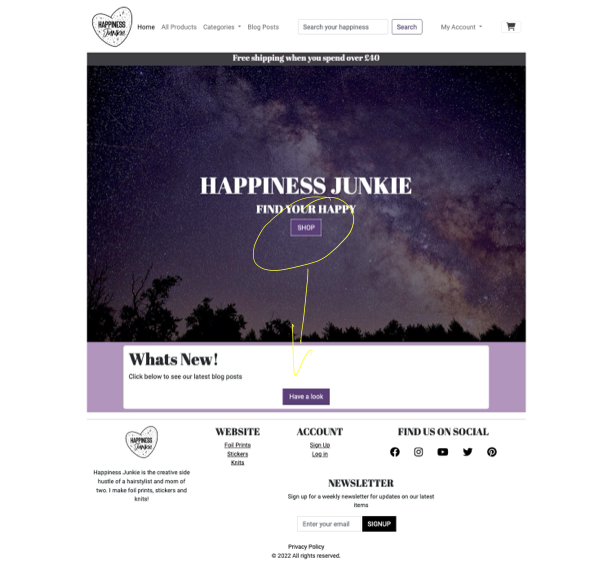 HAPPINESS
Junkie
Home All Products Categories Blog Posts Search your happiness Search My Account
Free shipping when you spend over £40
HAPPINESS JUNKIE
FIND YOUR HAPPY
SHOP
Whats New!
Click below to see our latest blog posts
Have a look
HAPPINESS
Junkie
Happiness Junkie is the creative side
hustle of a hairstylist and mom of
two. I make foil prints, stickers and
knits!
WEBSITE
Foil Prints
Stickers
Knits
ACCOUNT
Sign Up
Log in
FIND US ON SOCIAL
NEWSLETTER
Sign up for a weekly newsletter for updates on our latest
items
Enter your email SIGNUP
Privacy Policy
© 2022 All rights reserved.